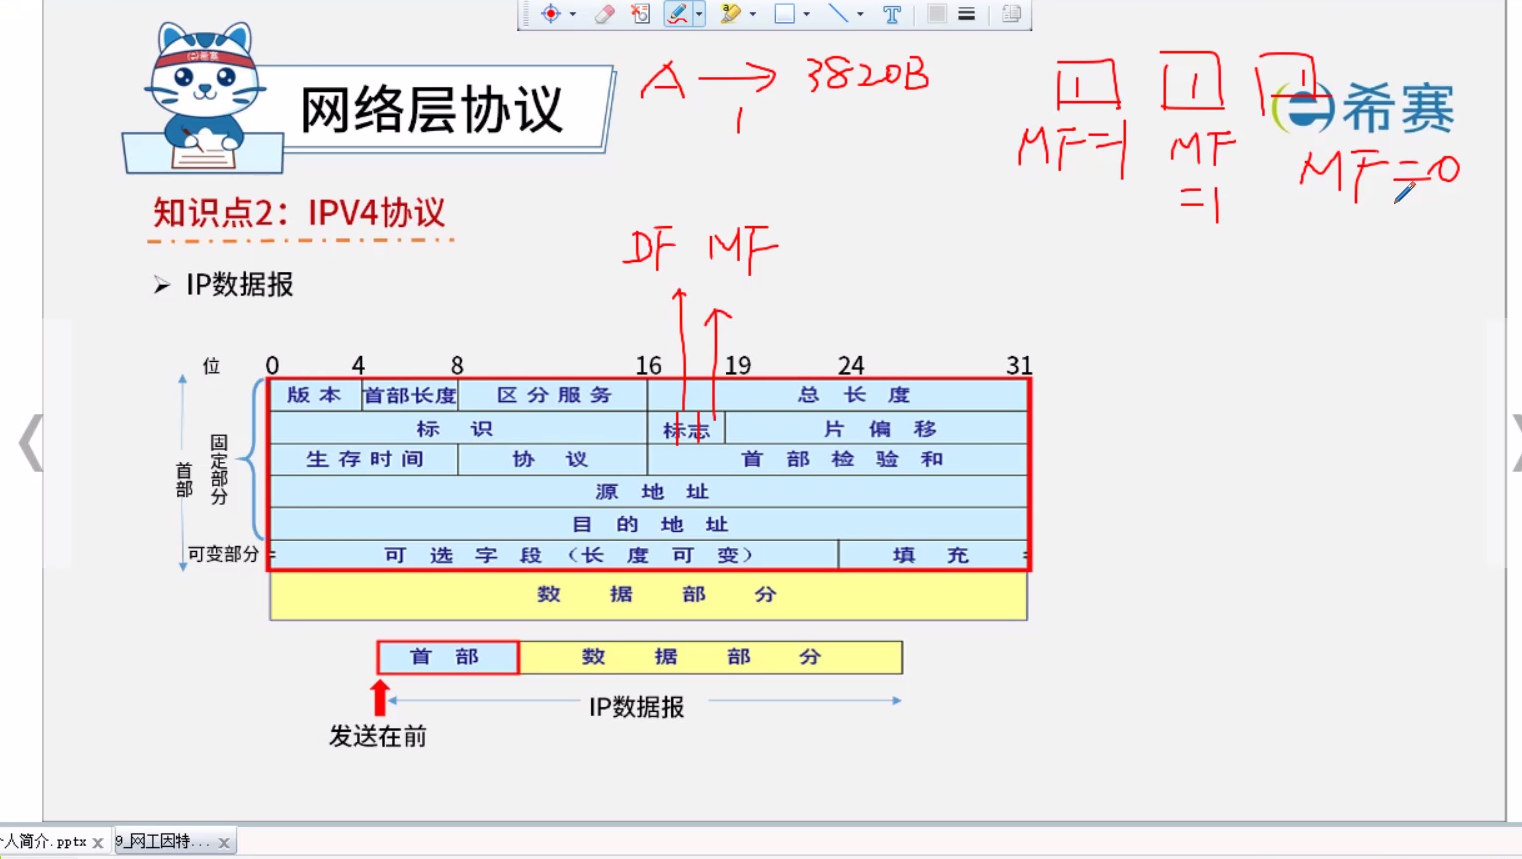 A → 3820B
1
1 1 1
MF=1 MF=1 MF=0
希赛
网络层协议
知识点2：IPV4协议
DF MF
➢ IP数据报
位 0 4 8 16 19 24 31
版本 首部长度 区分服务 总长度
标识 标志 片偏移
生存时间 协议 首部检验和
源地址
目的地址
可选字段（长度可变） 填充
首部
固定部分
可变部分
数据部分
首部 数据部分
IP数据报
发送在前
个人简介.pptx x 9_网工因特... x